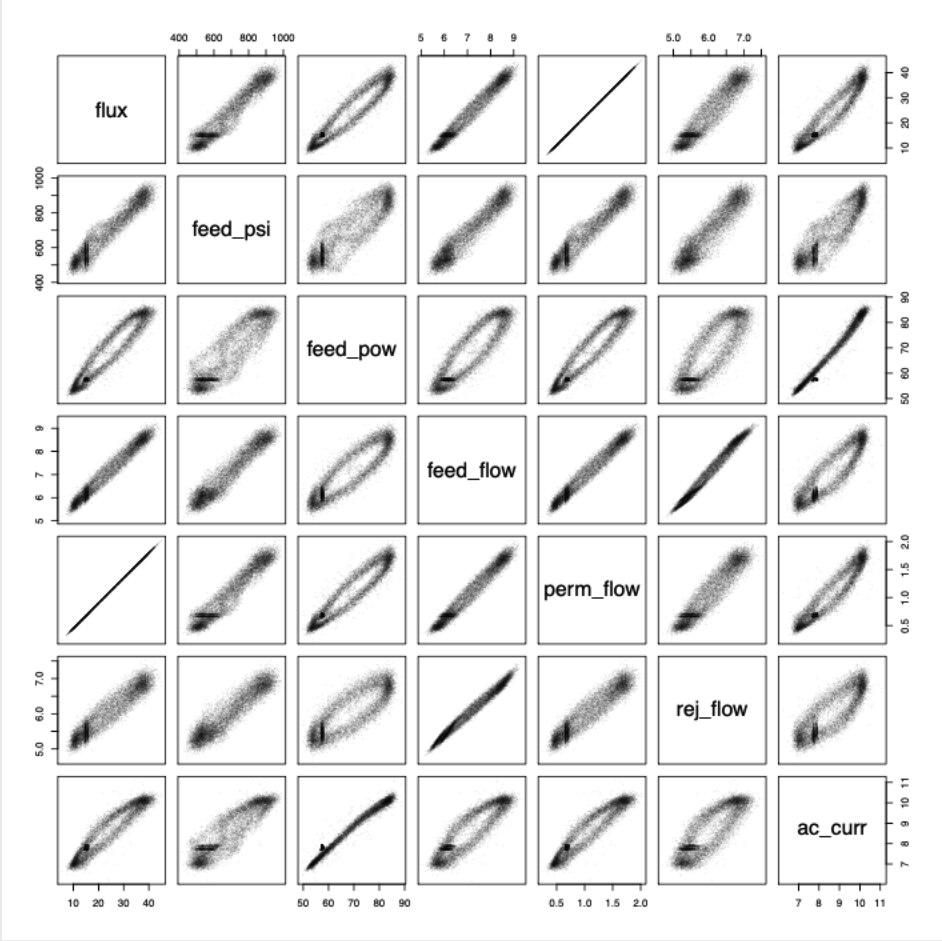 400 600 800 1000 5 6 7 8 9 5.0 6.0 7.0
flux
10 20 30 40
400 600 800 1000
feed_psi
feed_pow
50 60 70 80 90
5 6 7 8 9
feed_flow
perm_flow
0.5 1.0 1.5 2.0
5.0 6.0 7.0
rej_flow
ac_curr
7 8 9 10 11
10 20 30 40 50 60 70 80 90 0.5 1.0 1.5 2.0 7 8 9 10 11